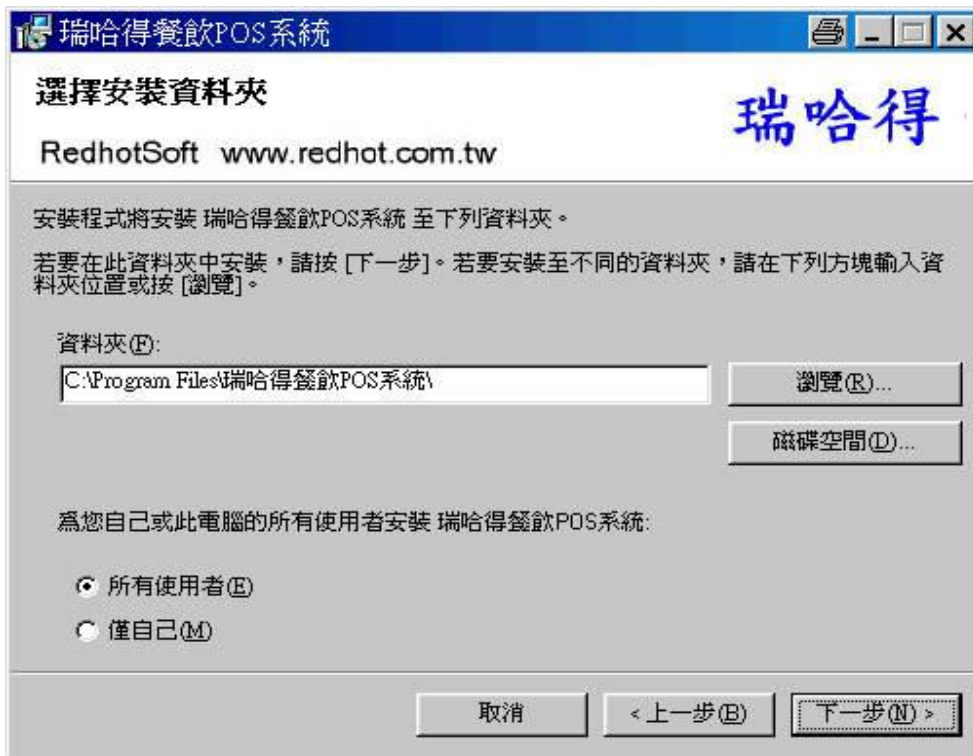 瑞哈得餐飲POS系統
選擇安裝資料夾
瑞哈得
RedhotSoft www.redhot.com.tw
安裝程式將安裝 瑞哈得餐飲POS系統 至下列資料夾。
若要在此資料夾中安裝，請按 [下一步]。若要安裝至不同的資料夾，請在下列方塊輸入資
料夾位置或按 [瀏覽]。
資料夾(F):
C:\Program Files\瑞哈得餐飲POS系統\
瀏覽(R)...
磁碟空間(D)...
為您自己或此電腦的所有使用者安裝 瑞哈得餐飲POS系統:
所有使用者(E)
僅自己(M)
取消
< 上一步(B)
下一步(N) >